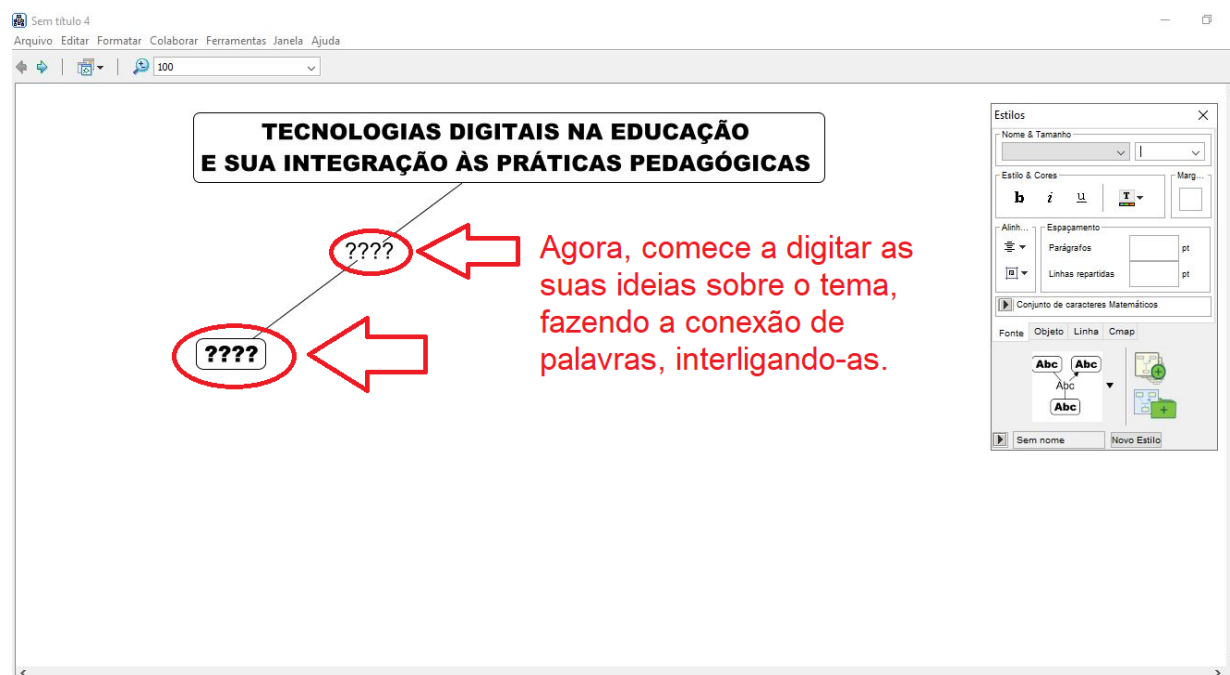 Sem título 4
Arquivo Editar Formatar Colaborar Ferramentas Janela Ajuda
100
TECNOLOGIAS DIGITAIS NA EDUCAÇÃO
E SUA INTEGRAÇÃO ÀS PRÁTICAS PEDAGÓGICAS
????
Agora, comece a digitar as
suas ideias sobre o tema,
fazendo a conexão de
palavras, interligando-as.
????
Estilos
Nome & Tamanho
Estilo & Cores
Marg...
b i u T
Alinh...
Espaçamento
Parágrafos pt
Linhas repartidas pt
Conjunto de caracteres Matemáticos
Fonte Objeto Linha Cmap
Abc Abc
Abc
Abc
Sem nome
Novo Estilo